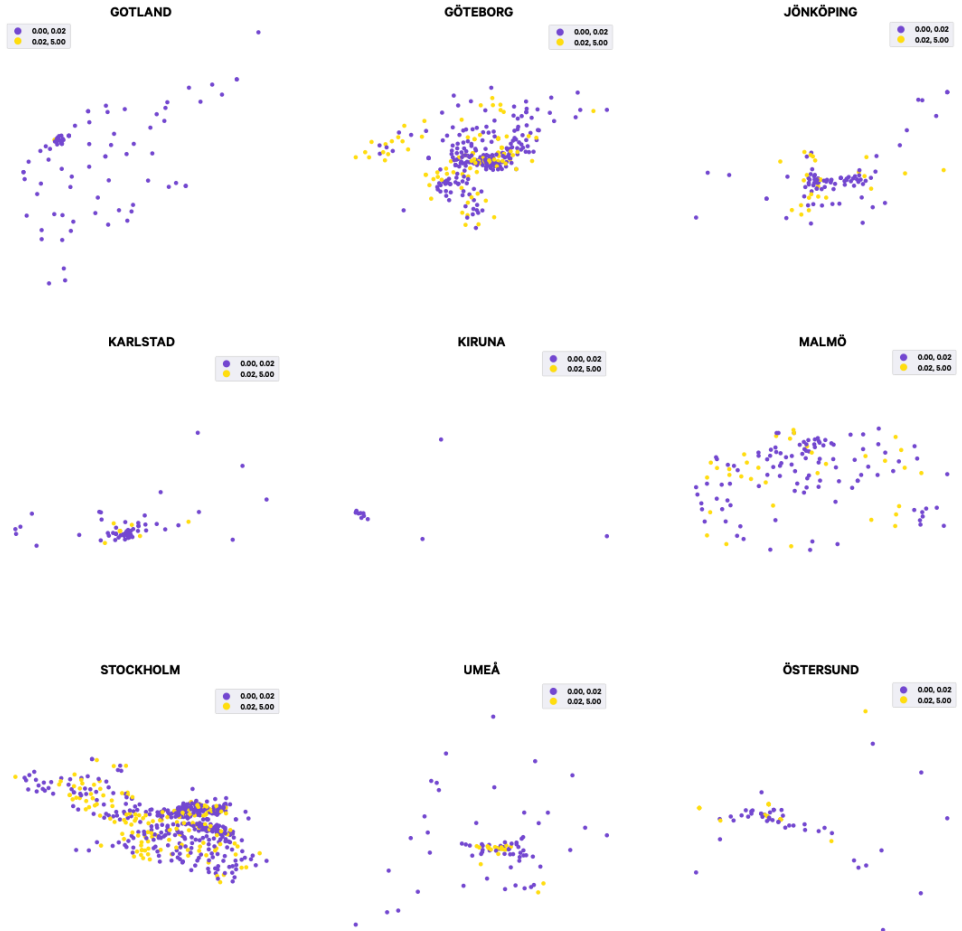 GOTLAND
0.00, 0.02
0.02, 5.00
GÖTEBORG
0.00, 0.02
0.02, 5.00
JÖNKÖPING
0.00, 0.02
0.02, 5.00
KARLSTAD
0.00, 0.02
0.02, 5.00
KIRUNA
0.00, 0.02
0.02, 5.00
MALMÖ
0.00, 0.02
0.02, 5.00
STOCKHOLM
0.00, 0.02
0.02, 5.00
UMEÅ
0.00, 0.02
0.02, 5.00
ÖSTERSUND
0.00, 0.02
0.02, 5.00